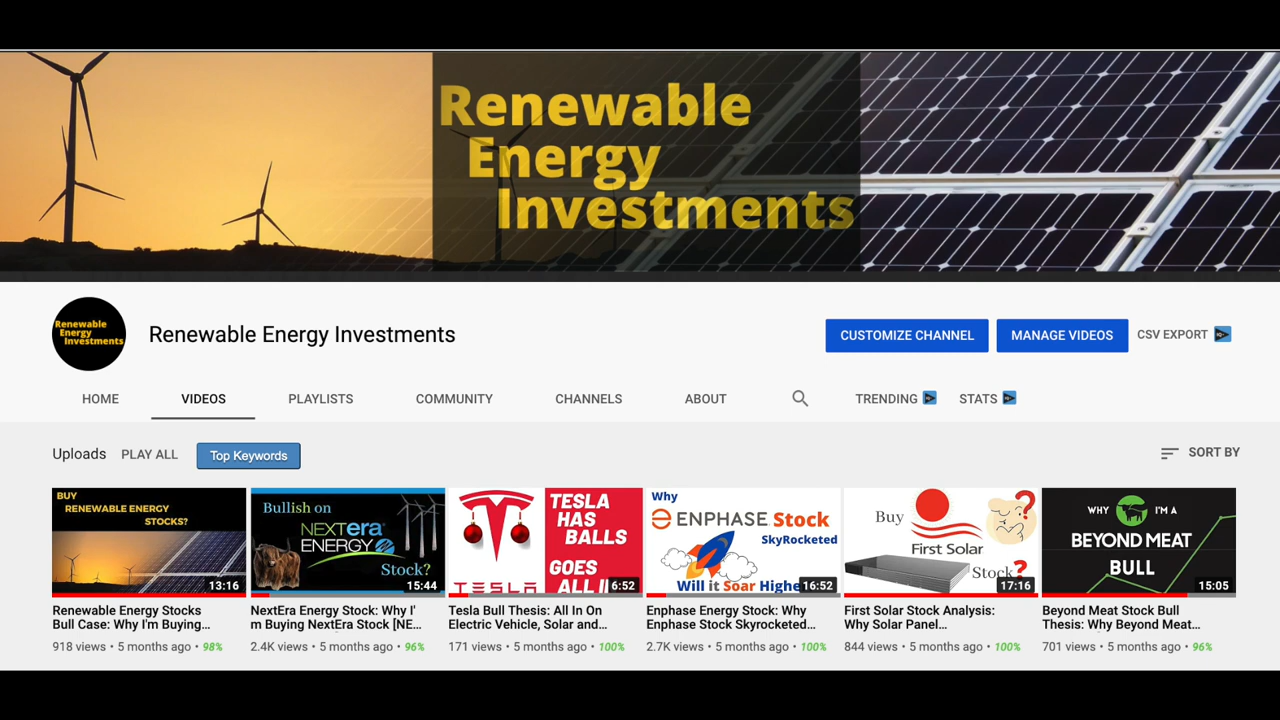 Renewable
Energy
Investments
Renewable
Energy
Investments
Renewable Energy Investments
CUSTOMIZE CHANNEL
MANAGE VIDEOS
CSV EXPORT
HOME
VIDEOS
PLAYLISTS
COMMUNITY
CHANNELS
ABOUT
TRENDING
STATS
Uploads
PLAY ALL
Top Keywords
SORT BY
BUY
RENEWABLE ENERGY
STOCKS?
13:16
Renewable Energy Stocks
Bull Case: Why I'm Buying...
918 views • 5 months ago • 98%
Bullish on
NEXTera
ENERGY
Stock?
15:44
NextEra Energy Stock: Why I'
m Buying NextEra Stock [NE...
2.4K views • 5 months ago • 96%
TESLA
TESLA
HAS
BALLS
GOES
ALL I
6:52
Tesla Bull Thesis: All In On
Electric Vehicle, Solar and...
171 views • 5 months ago • 100%
Why
ENPHASE Stock
SkyRocketed
Will it Soar Highe
16:52
Enphase Energy Stock: Why
Enphase Stock Skyrocketed...
2.7K views • 5 months ago • 100%
Buy
First Solar
Stock?
17:16
First Solar Stock Analysis:
Why Solar Panel...
844 views • 5 months ago • 100%
WHY I'M A
BEYOND MEAT
BULL
15:05
Beyond Meat Stock Bull
Thesis: Why Beyond Meat...
701 views • 5 months ago • 96%